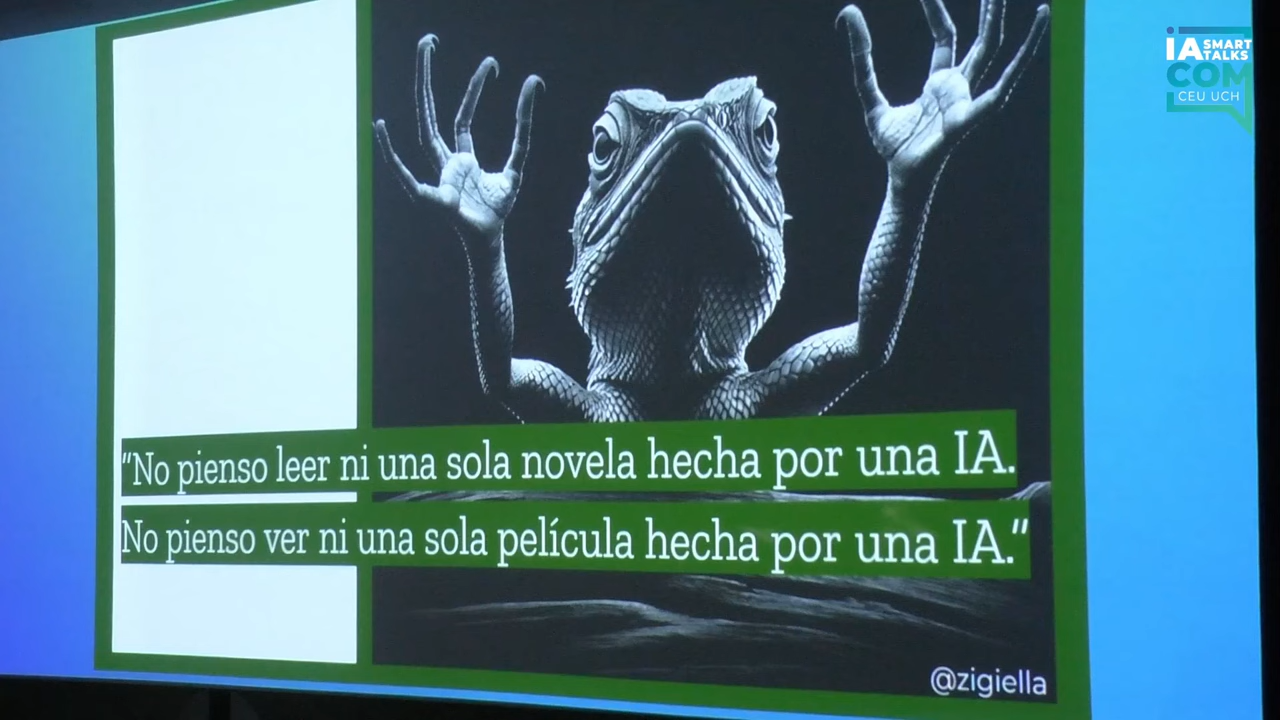 IA SMART
TALKS
COM
CEU UCH
"No pienso leer ni una sola novela hecha por una IA.
No pienso ver ni una sola película hecha por una IA."
@zigiella